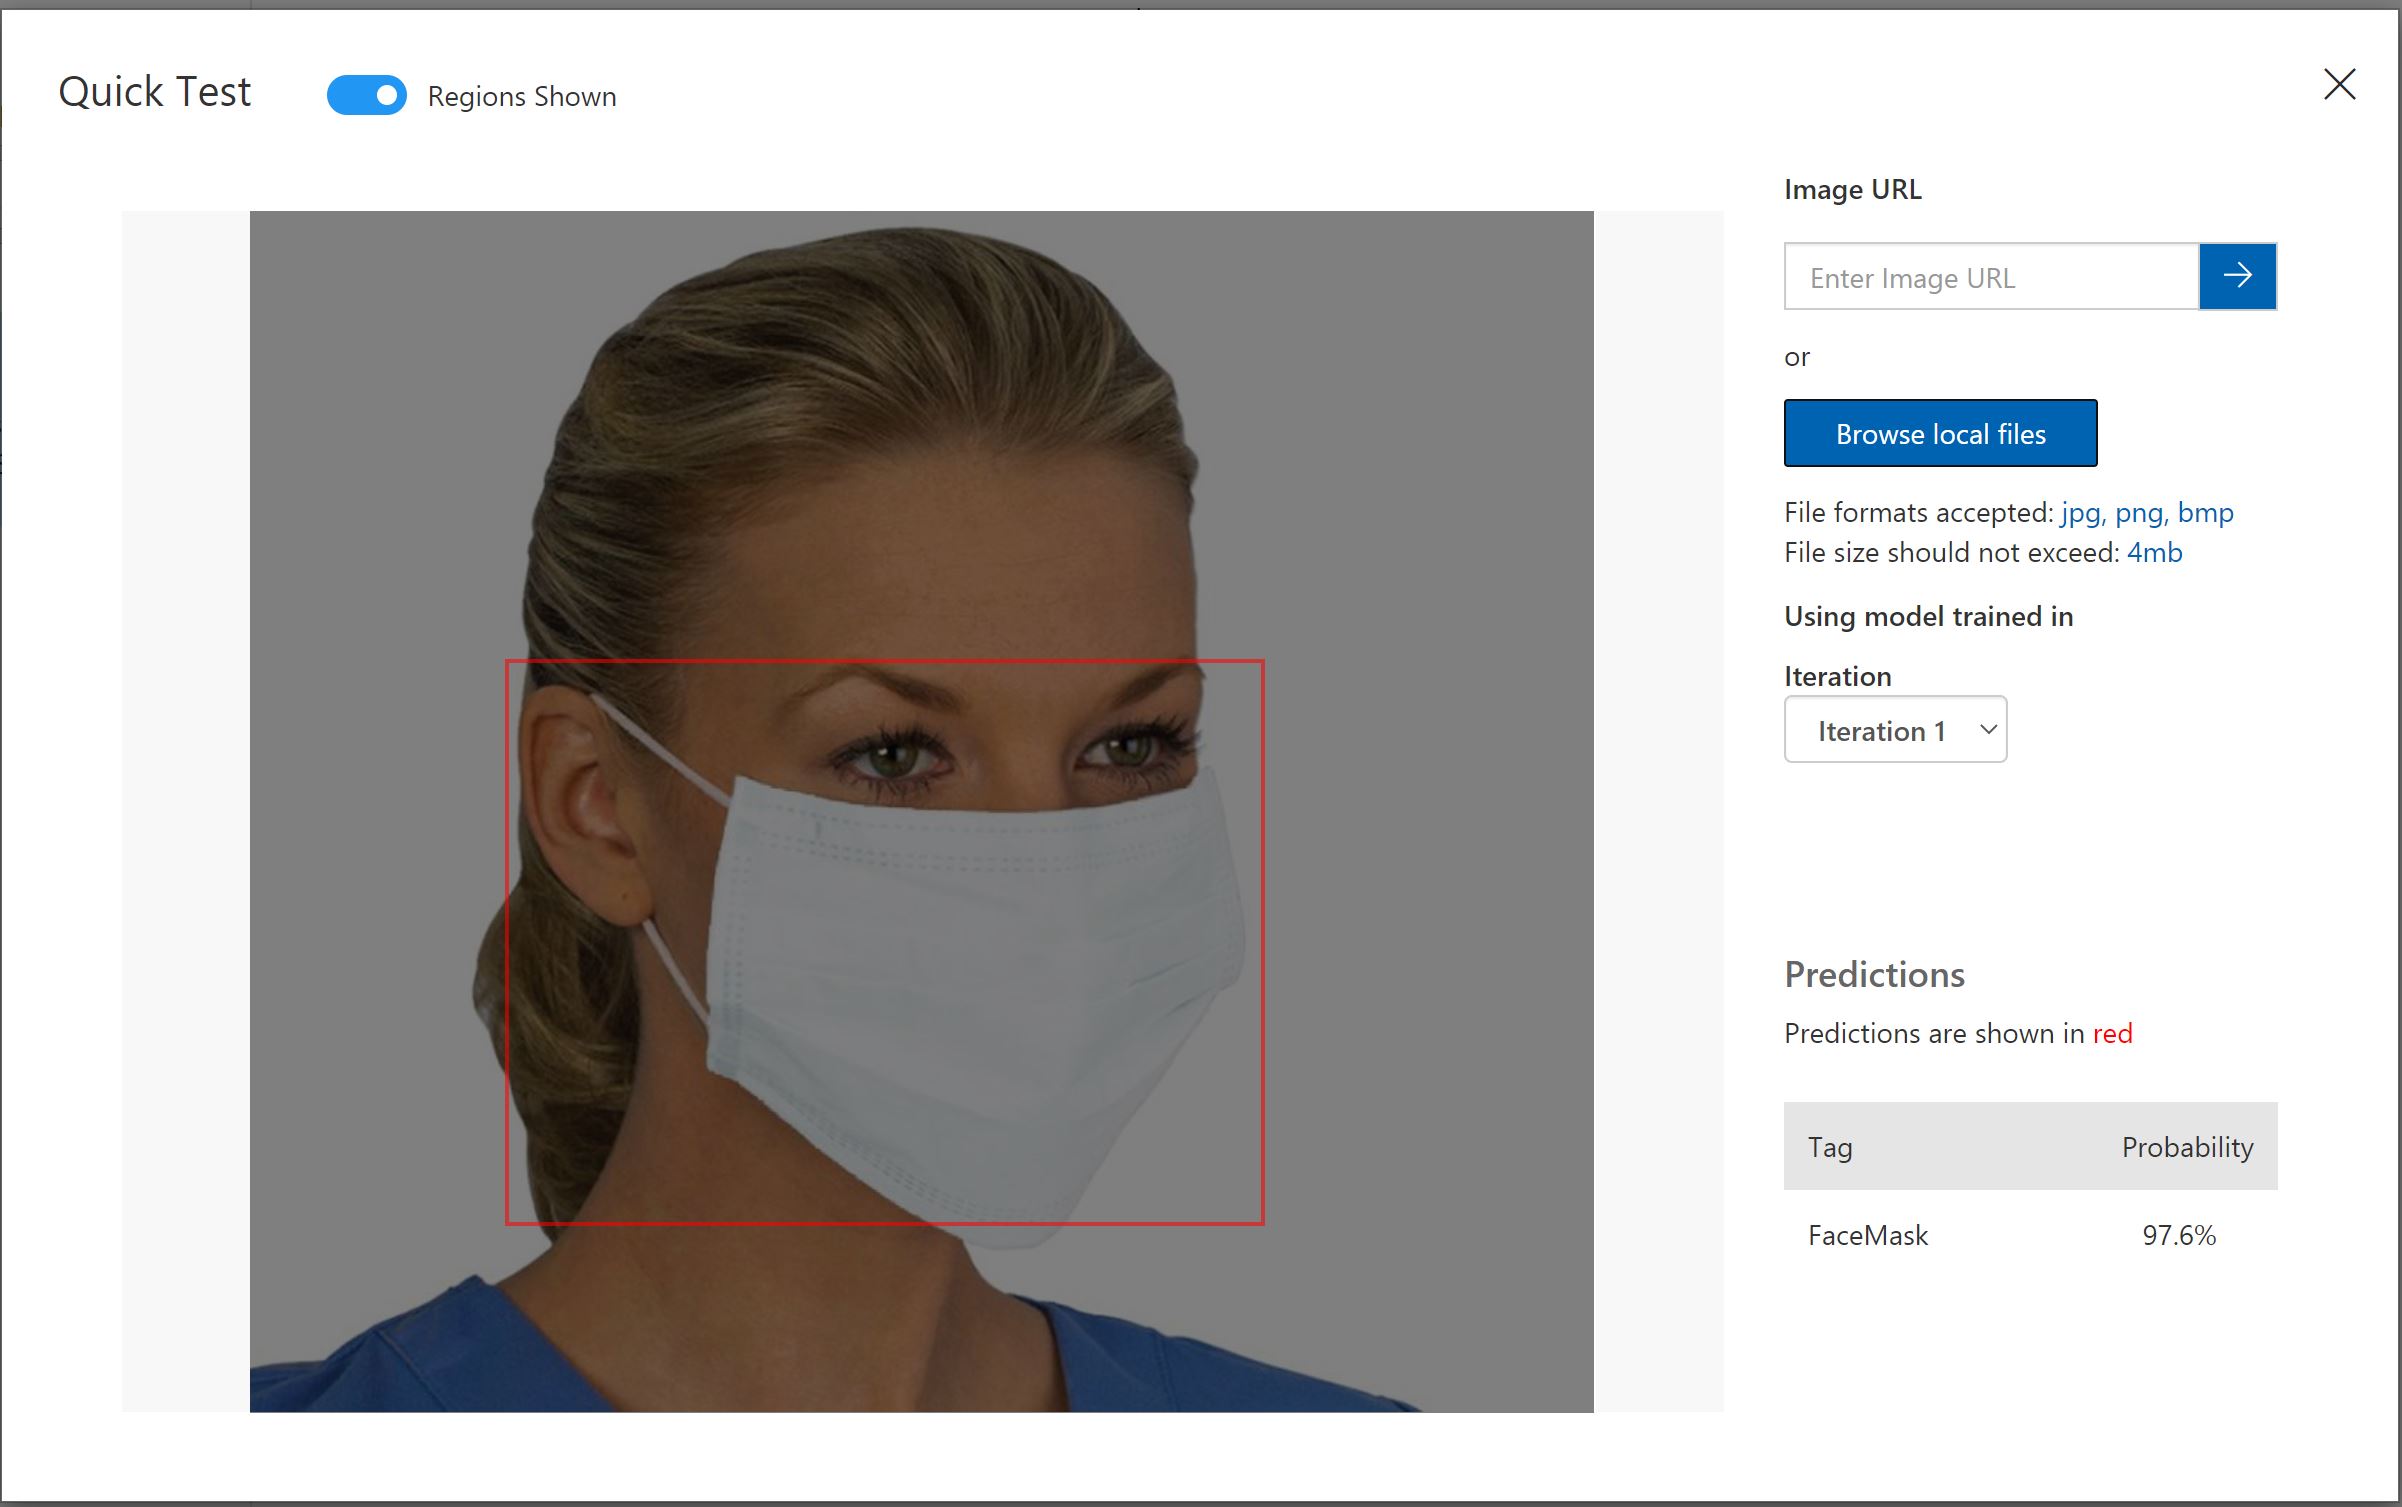 Quick Test
Regions Shown
Image URL
Enter Image URL
or
Browse local files
File formats accepted: jpg, png, bmp
File size should not exceed: 4mb
Using model trained in
Iteration
Iteration 1
Predictions
Predictions are shown in red
Tag Probability
FaceMask 97.6%